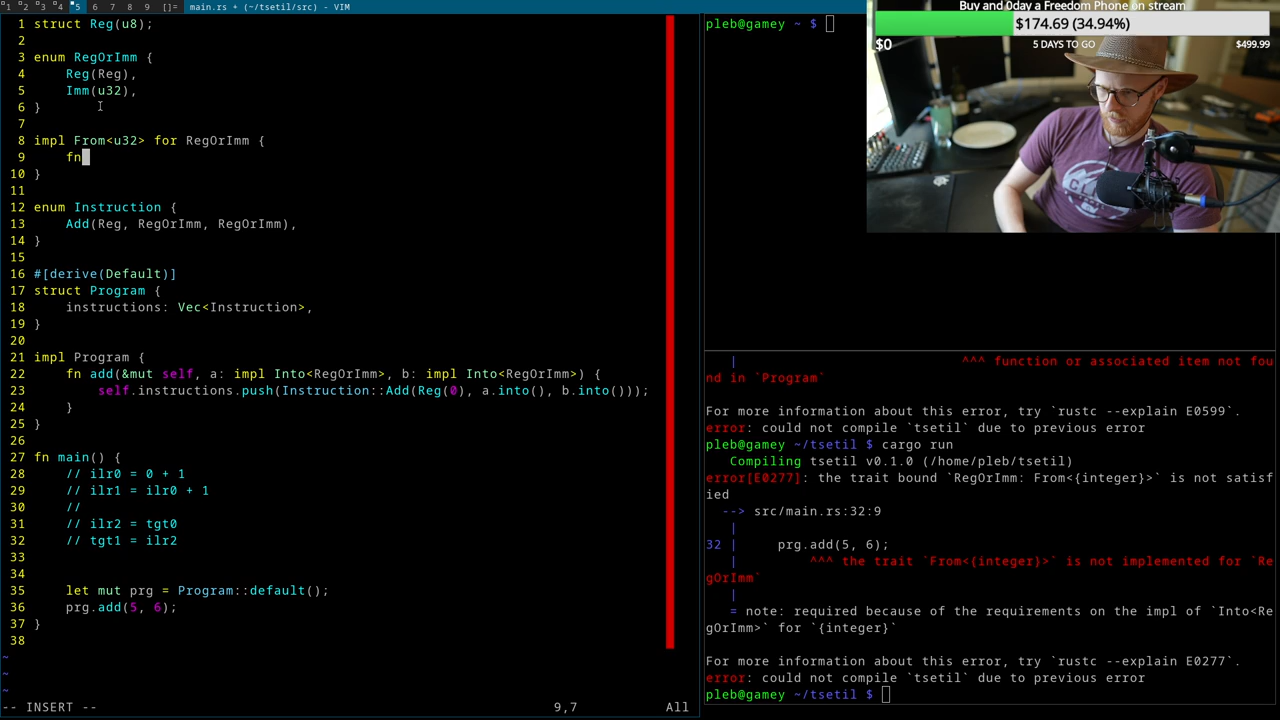 1 2 3 4 5 6 7 8 9 []= main.rs + (~/tsetil/src) - VIM
1 struct Reg(u8);
2
3 enum RegOrImm {
4     Reg(Reg),
5     Imm(u32),
6 }
7
8 impl From<u32> for RegOrImm {
9     fn
10 }
11
12 enum Instruction {
13     Add(Reg, RegOrImm, RegOrImm),
14 }
15
16 #[derive(Default)]
17 struct Program {
18     instructions: Vec<Instruction>,
19 }
20
21 impl Program {
22     fn add(&mut self, a: impl Into<RegOrImm>, b: impl Into<RegOrImm>) {
23         self.instructions.push(Instruction::Add(Reg(0), a.into(), b.into()));
24     }
25 }
26
27 fn main() {
28     // ilr0 = 0 + 1
29     // ilr1 = ilr0 + 1
30     //
31     // ilr2 = tgt0
32     // tgt1 = ilr2
33
34
35     let mut prg = Program::default();
36     prg.add(5, 6);
37 }
38
~
~
~
-- INSERT -- 9,7 All
pleb@gamey ~ $
Buy and 0day a Freedom Phone on stream
$174.69 (34.94%)
$0 5 DAYS TO GO $499.99
| ^^^ function or associated item not fou
nd in `Program`
For more information about this error, try `rustc --explain E0599`.
error: could not compile `tsetil` due to previous error
pleb@gamey ~/tsetil $ cargo run
Compiling tsetil v0.1.0 (/home/pleb/tsetil)
error[E0277]: the trait bound `RegOrImm: From<{integer}>` is not satisf
ied
--> src/main.rs:32:9
|
32 |     prg.add(5, 6);
| ^^^ the trait `From<{integer}>` is not implemented for `Re
gOrImm`
|
= note: required because of the requirements on the impl of `Into<Re
gOrImm>` for `{integer}`
For more information about this error, try `rustc --explain E0277`.
error: could not compile `tsetil` due to previous error
pleb@gamey ~/tsetil $